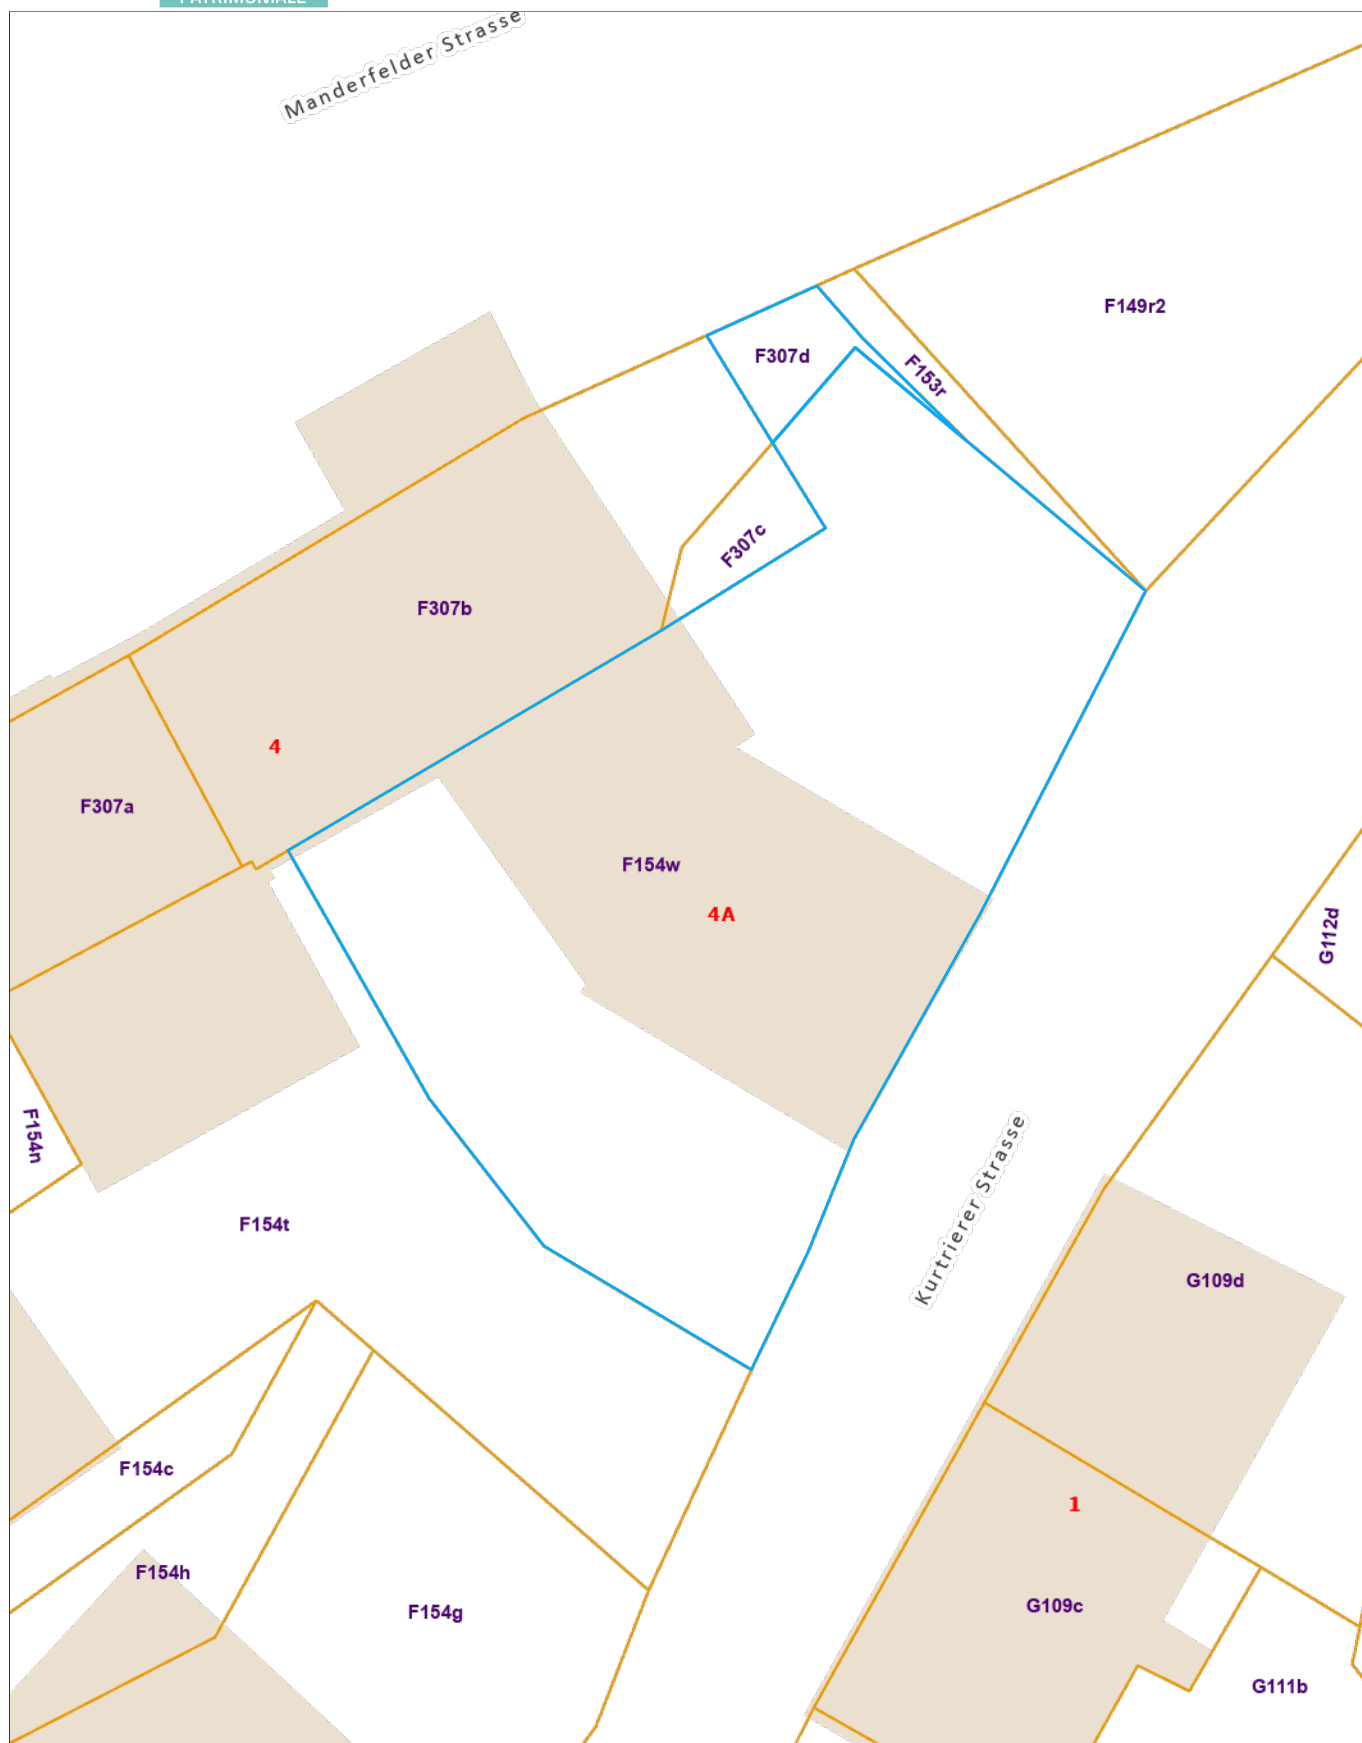 PATRIMONIALE
Manderfelder Strasse
F149r2
F307d
F153r
F307c
F307b
4
F307a
F154w
4A
G112d
F154n
Kurtrierer Strasse
F154t
G109d
F154c
1
F154h
G109c
F154g
G111b